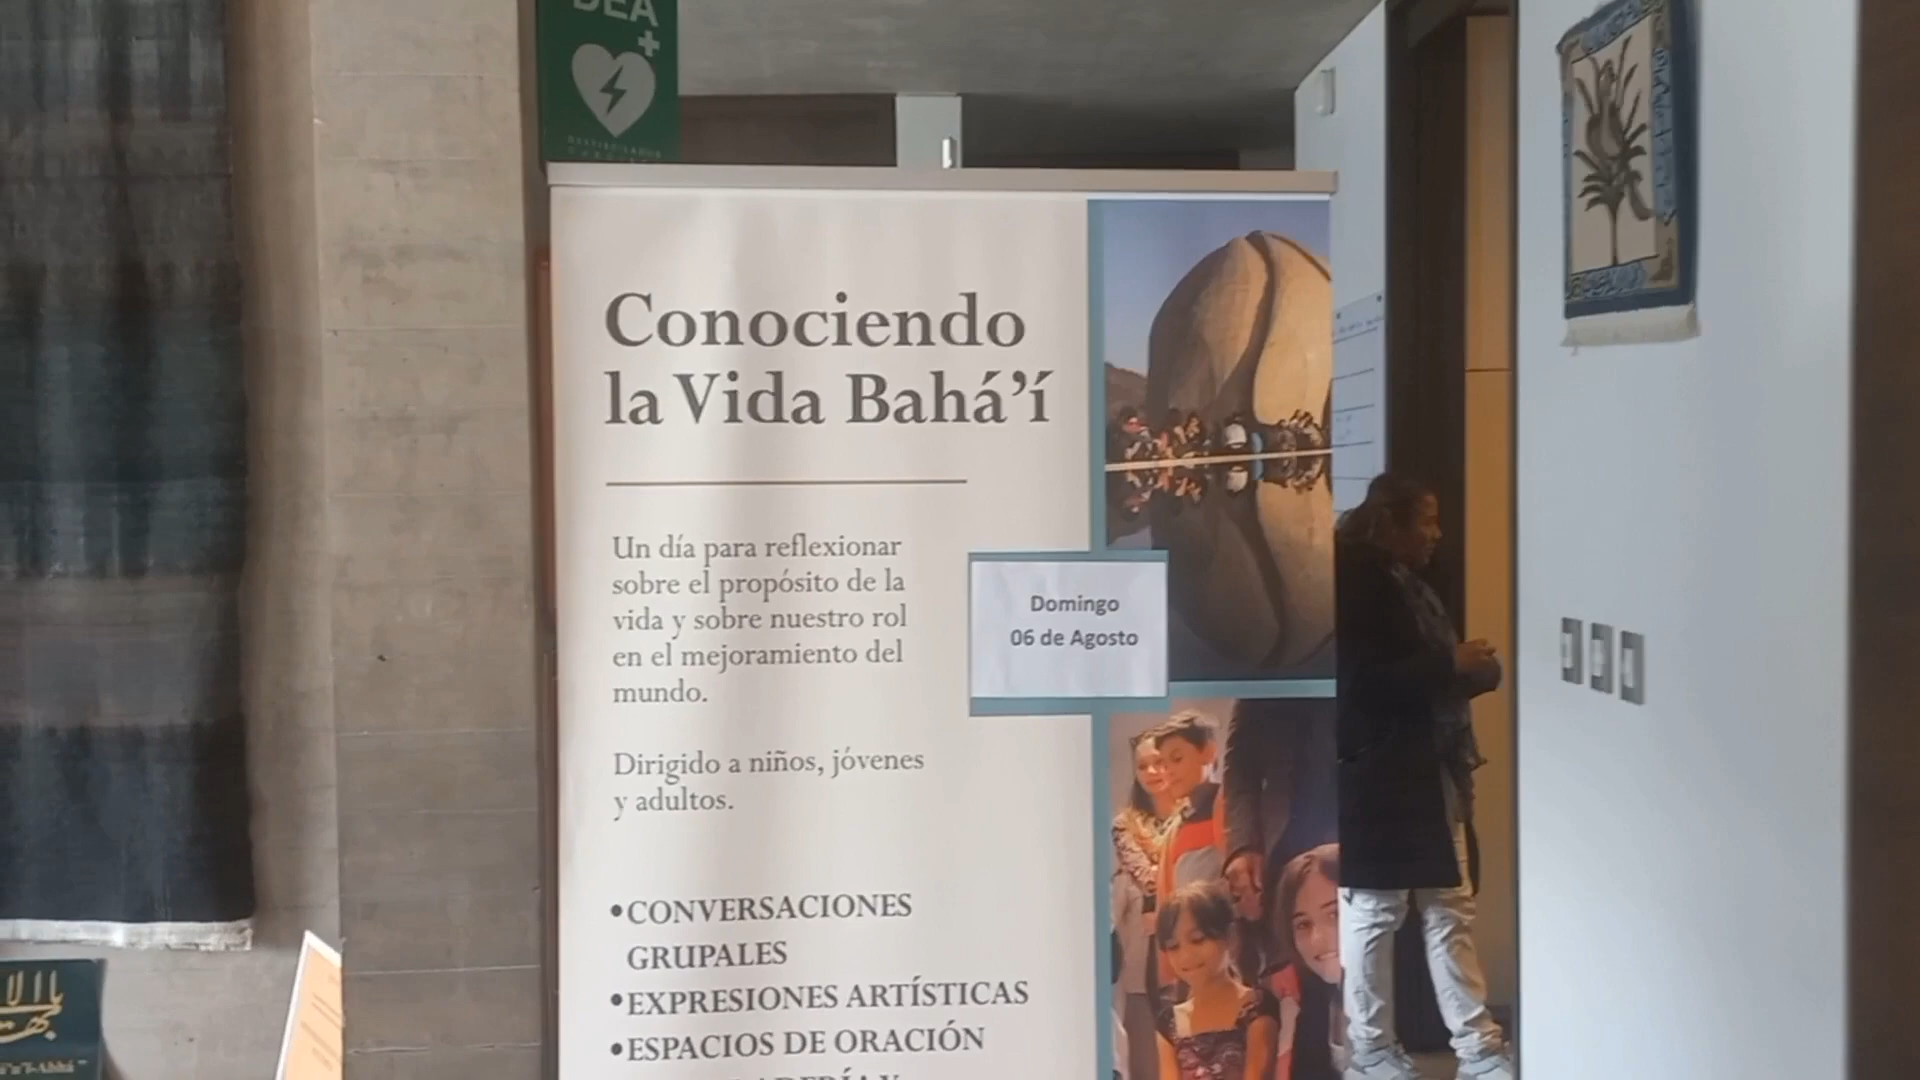 DEA
Conociendo
la Vida Bahá’í
Un día para reflexionar
sobre el propósito de la
vida y sobre nuestro rol
en el mejoramiento del
mundo.
Domingo
06 de Agosto
Dirigido a niños, jóvenes
y adultos.
•CONVERSACIONES
GRUPALES
•EXPRESIONES ARTÍSTICAS
•ESPACIOS DE ORACIÓN